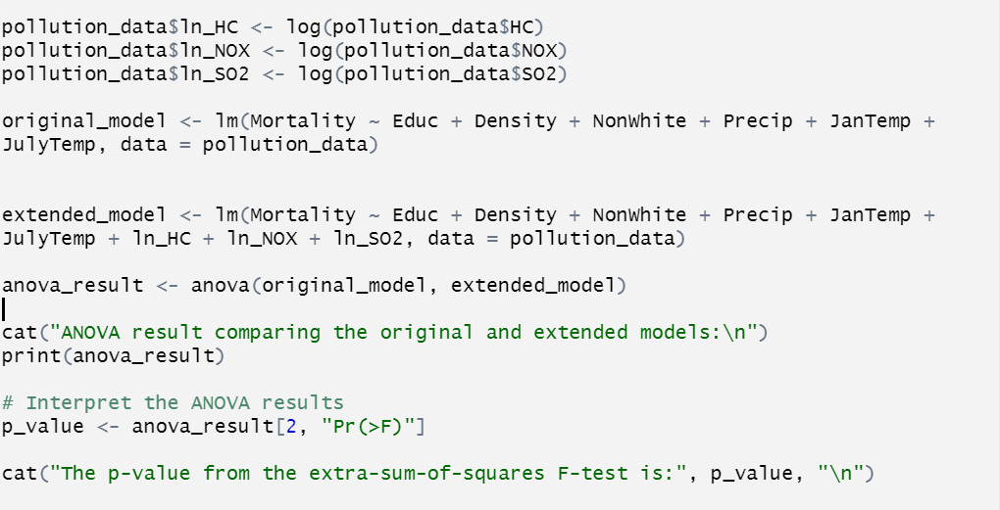 pollution_data$ln_HC <- log(pollution_data$HC)
pollution_data$ln_NOX <- log(pollution_data$NOX)
pollution_data$ln_SO2 <- log(pollution_data$SO2)
original_model <- lm(Mortality ~ Educ + Density + NonWhite + Precip + JanTemp +
JulyTemp, data = pollution_data)
extended_model <- lm(Mortality ~ Educ + Density + NonWhite + Precip + JanTemp +
JulyTemp + ln_HC + ln_NOX + ln_SO2, data = pollution_data)
anova_result <- anova(original_model, extended_model)
cat("ANOVA result comparing the original and extended models:\n")
print(anova_result)
# Interpret the ANOVA results
p_value <- anova_result[2, "Pr(>F)"]
cat("The p-value from the extra-sum-of-squares F-test is:", p_value, "\n")